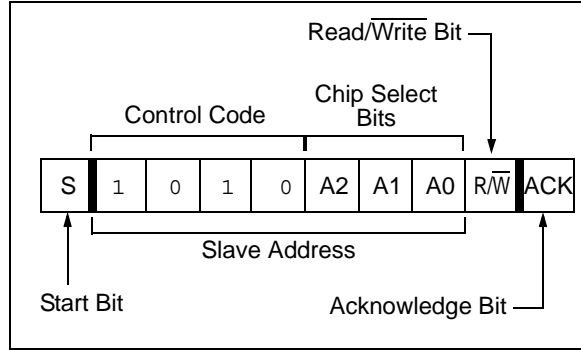 Read/Write Bit
Chip Select
Control Code Bits
S 1 0 1 0 A2 A1 A0 R/W ACK
Slave Address
Start Bit Acknowledge Bit